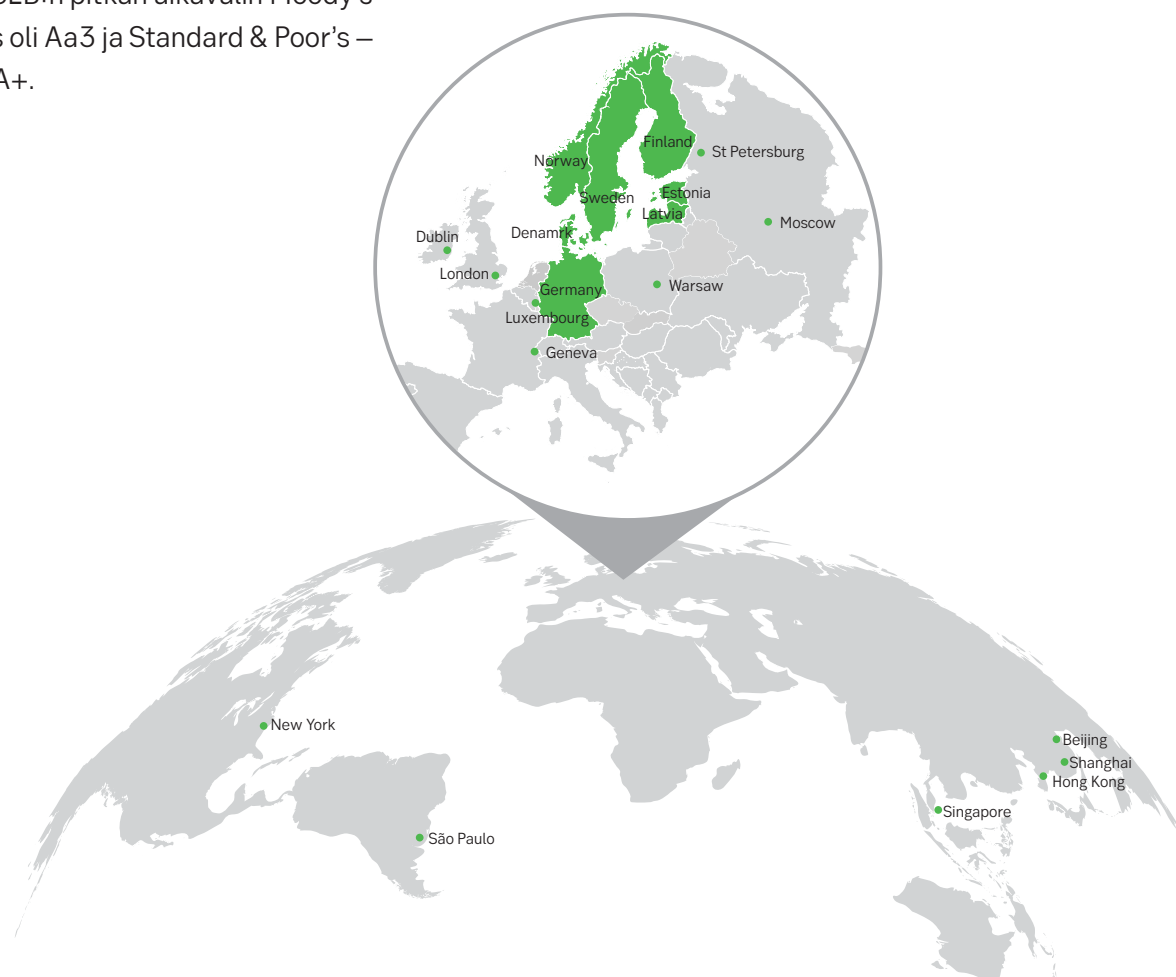 pitkän aikavälin Moody's
oli Aa3 ja Standard & Poor's –
A+.
Finland
St Petersburg
Norway
Estonia
Sweden
Latvia
Moscow
Denamrk
Dublin
London
Germany
Warsaw
Luxembourg
Geneva
New York
Beijing
Shanghai
Hong Kong
Singapore
São Paulo